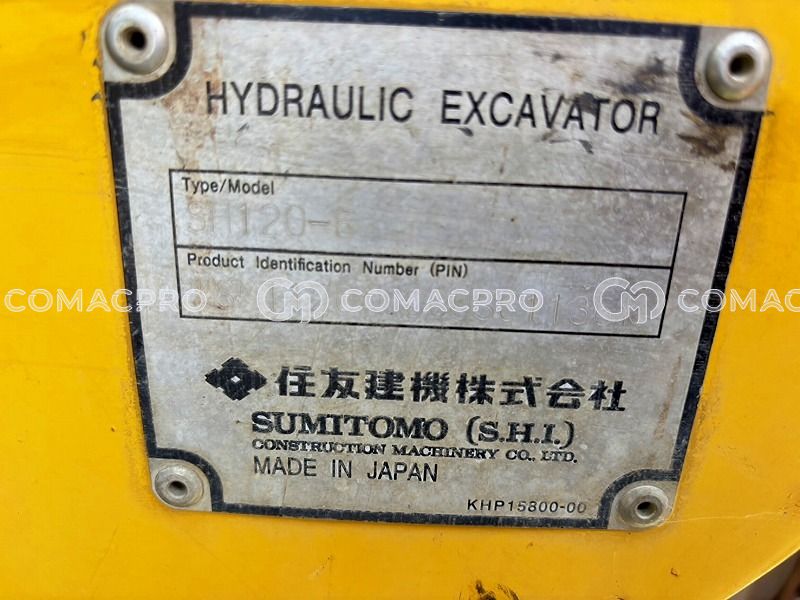 HYDRAULIC EXCAVATOR
Type/Model
SH120-6
Product Identification Number (PIN)
COMACPRO COMACPRO COMACPRO
住友建機株式会社
SUMITOMO (S.H.I.)
CONSTRUCTION MACHINERY CO., LTD.
MADE IN JAPAN
KHP15800-00